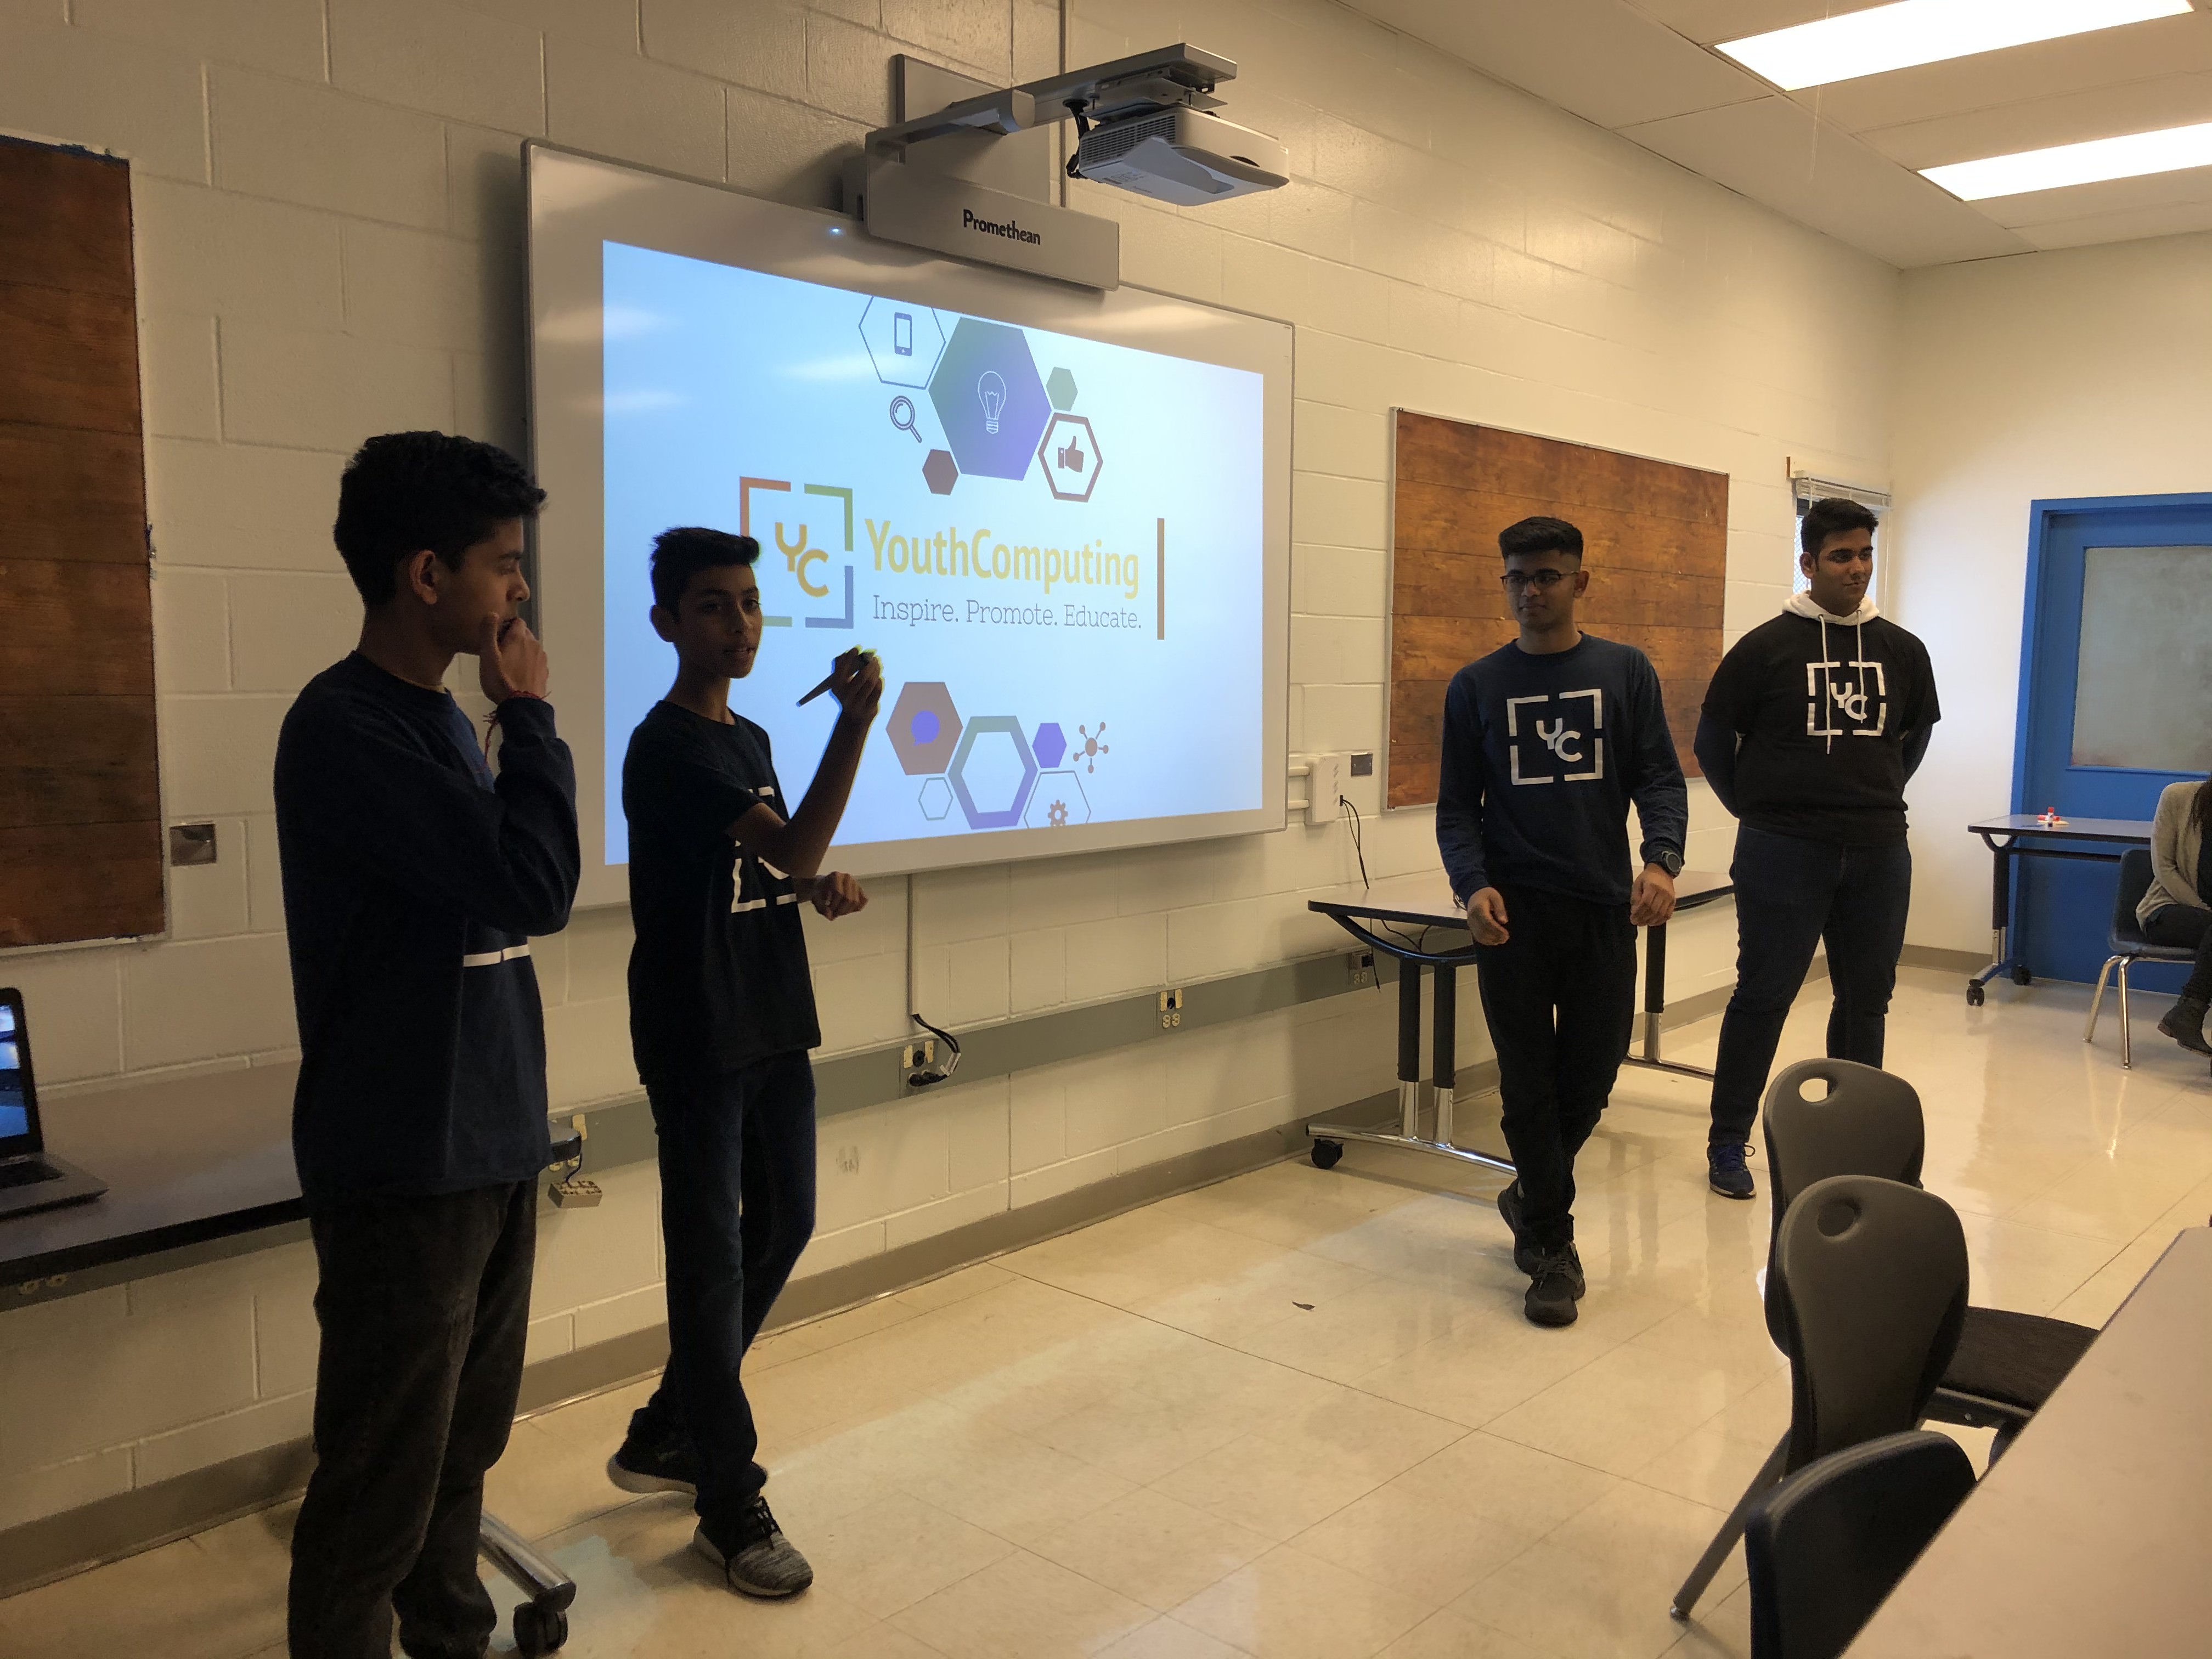 Promethean
YC
YouthComputing
Inspire. Promote. Educate.
YC
YC